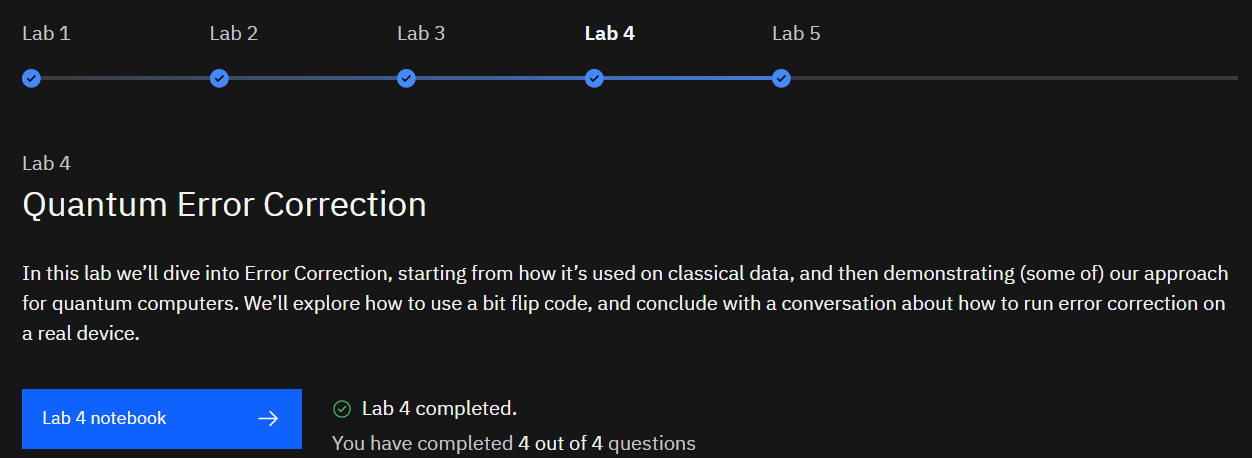 Lab 1 Lab 2 Lab 3 Lab 4 Lab 5
Lab 4
Quantum Error Correction
In this lab we’ll dive into Error Correction, starting from how it’s used on classical data, and then demonstrating (some of) our approach
for quantum computers. We’ll explore how to use a bit flip code, and conclude with a conversation about how to run error correction on
a real device.
Lab 4 notebook
Lab 4 completed.
You have completed 4 out of 4 questions